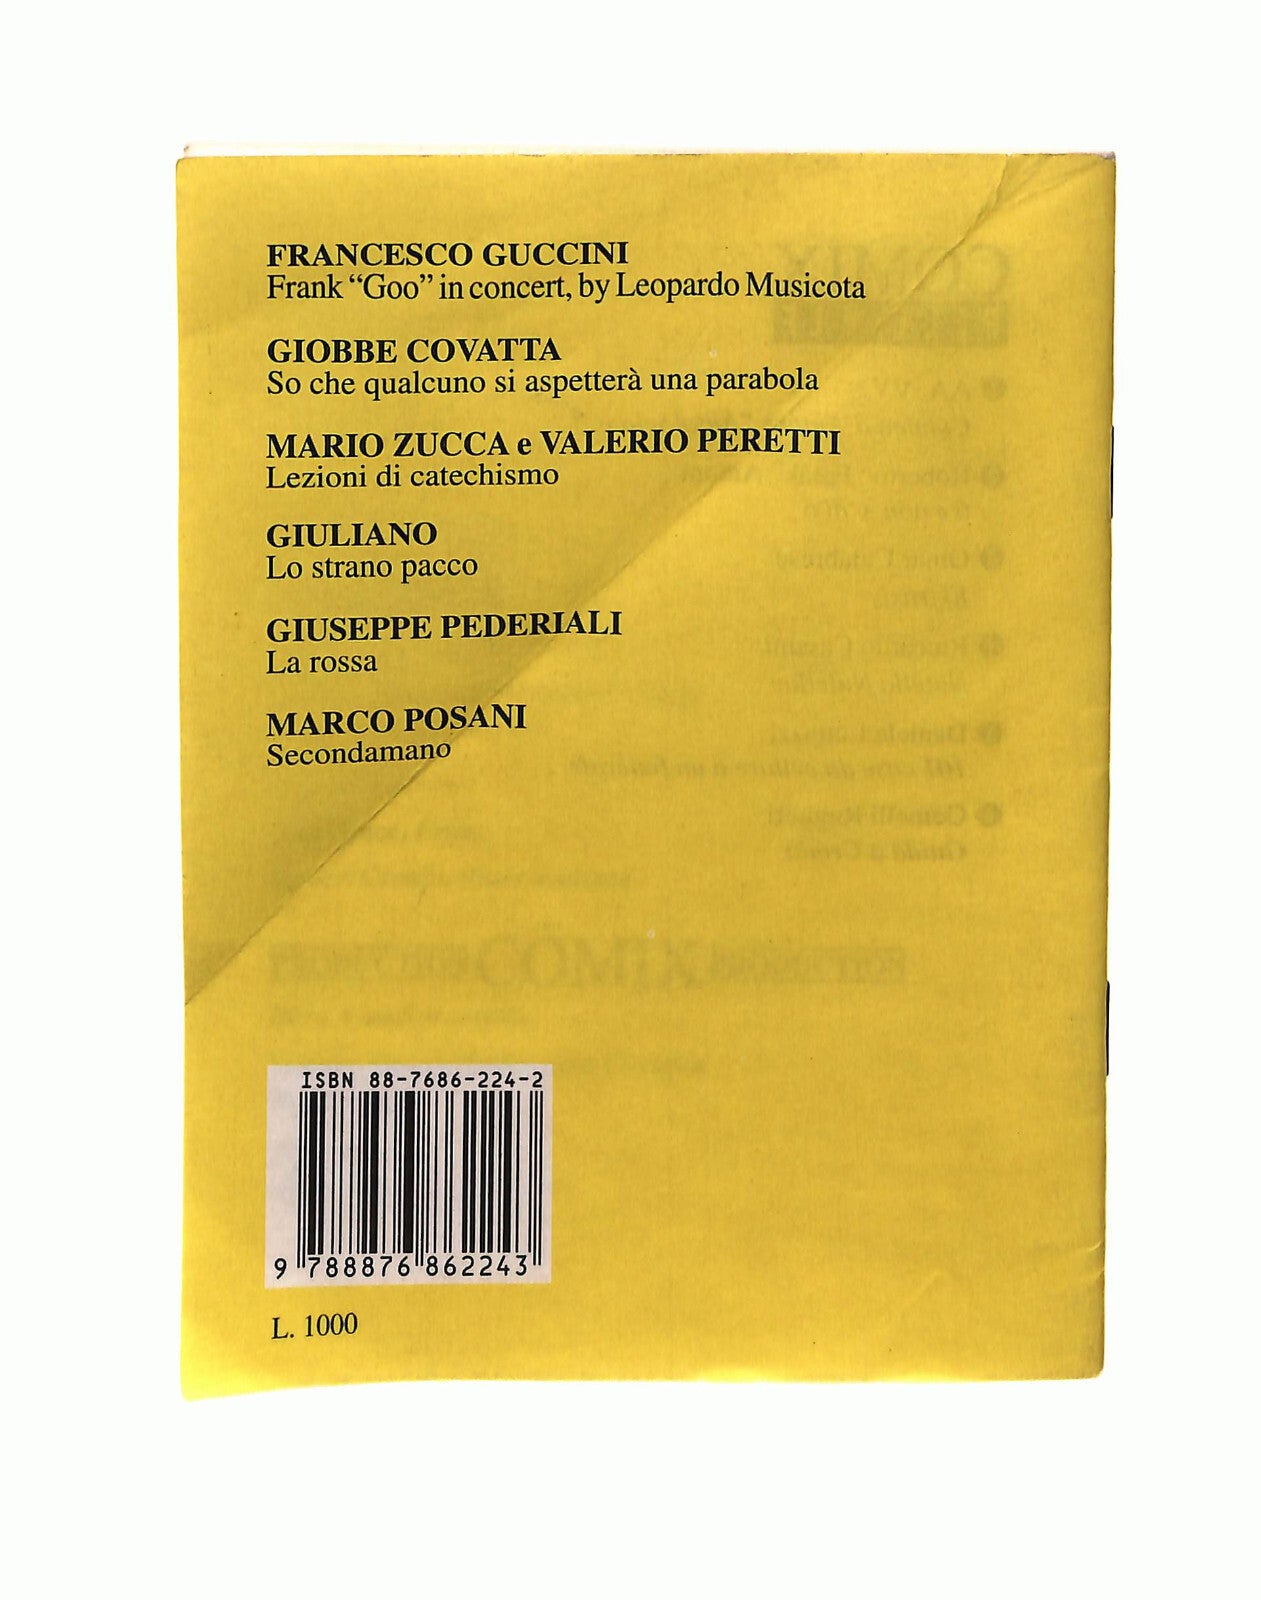 FRANCESCO GUCCINI
Frank “Goo” in concert, by Leopardo Musicota
GIOBBE COVATTA
So che qualcuno si aspetterà una parabola
MARIO ZUCCA e VALERIO PERETTI
Lezioni di catechismo
GIULIANO
Lo strano pacco
GIUSEPPE PEDERIALI
La rossa
MARCO POSANI
Secondamano
ISBN 88-7686-224-2
9 788876 862243
L. 1000